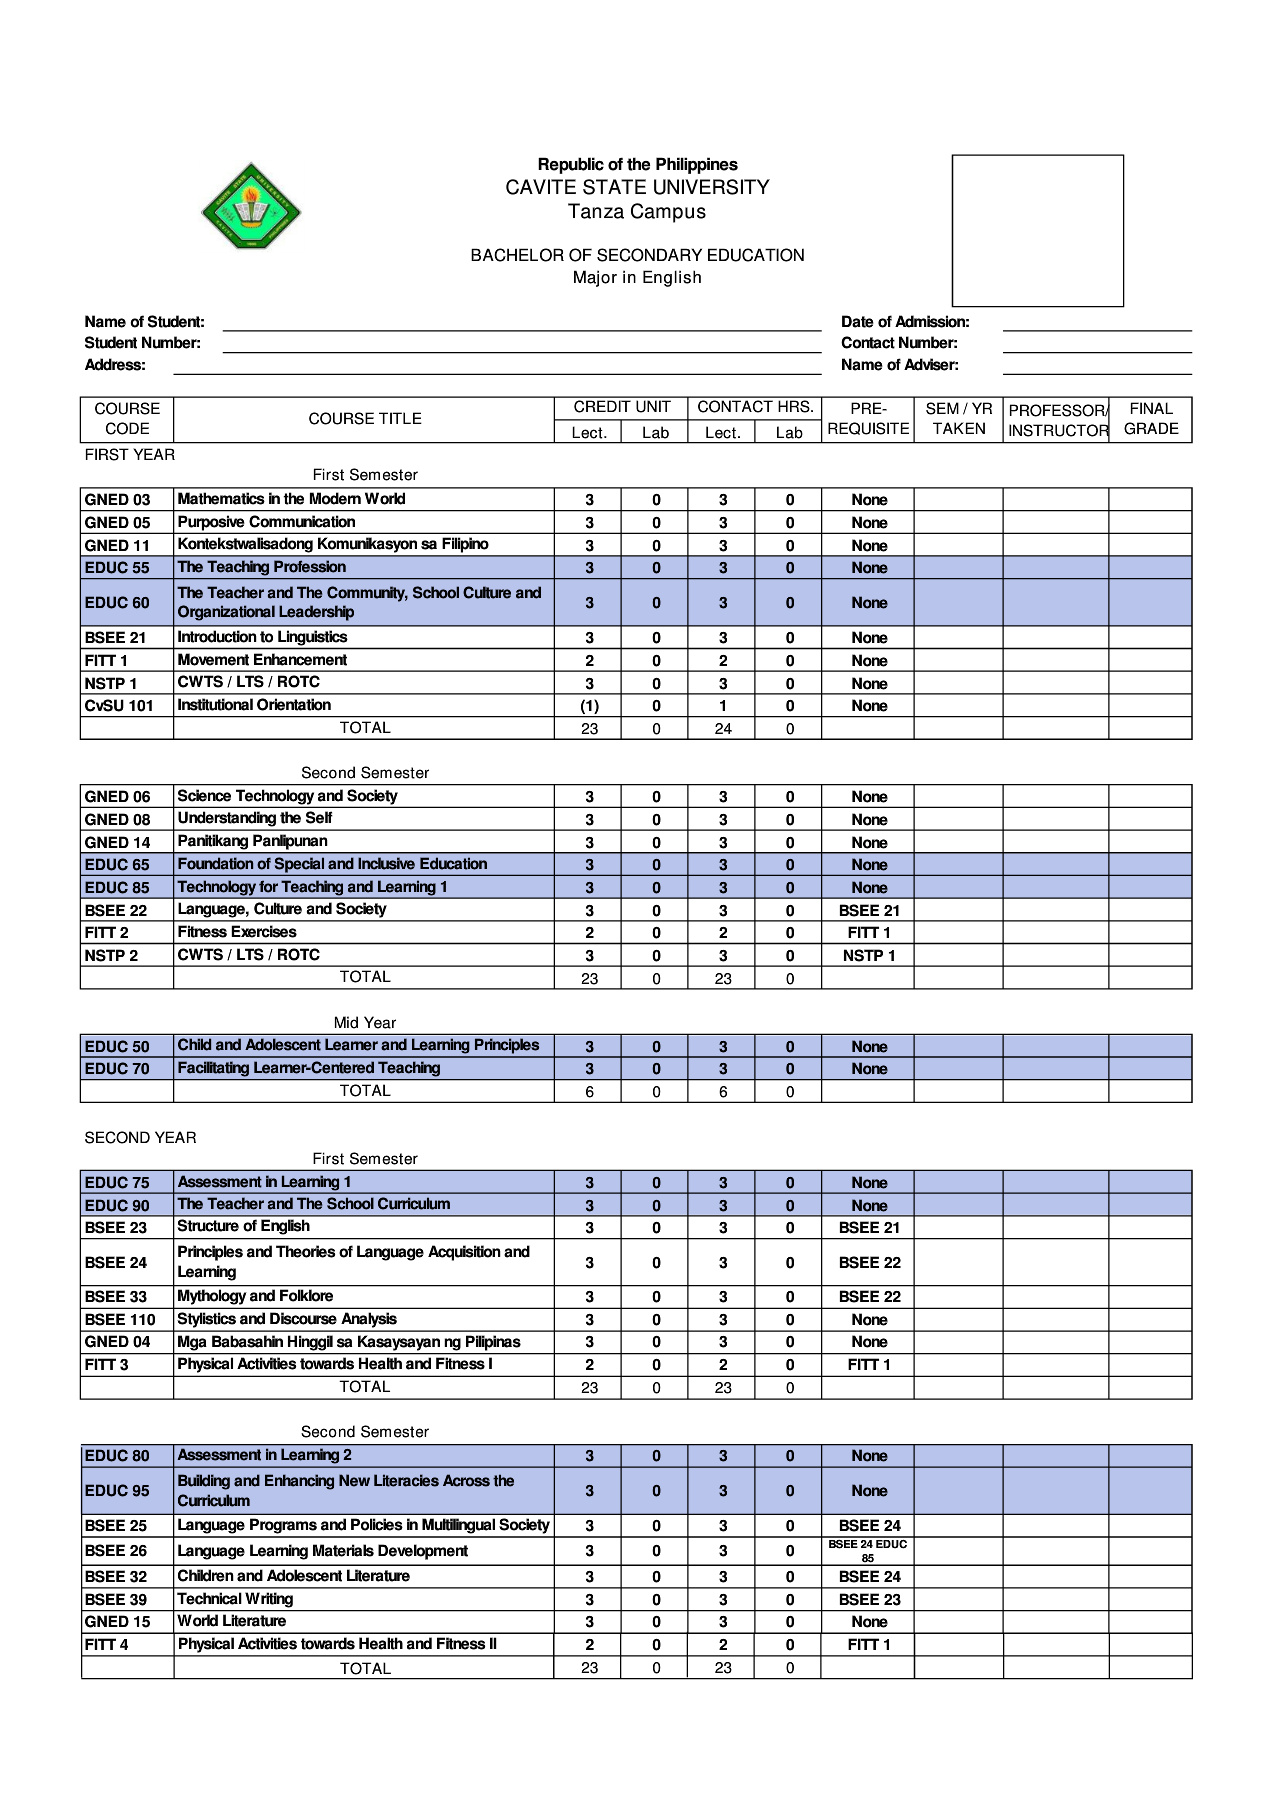 Republic of the Philippines
CAVITE STATE UNIVERSITY
Tanza Campus
BACHELOR OF SECONDARY EDUCATION
Major in English
Name of Student: Date of Admission:
Student Number: Contact Number:
Address: Name of Adviser:
COURSE CODE COURSE TITLE CREDIT UNIT CONTACT HRS. PRE-REQUISITE SEM / YR TAKEN PROFESSOR/ INSTRUCTOR FINAL GRADE
Lect. Lab Lect. Lab
FIRST YEAR
First Semester
GNED 03 Mathematics in the Modern World 3 0 3 0 None
GNED 05 Purposive Communication 3 0 3 0 None
GNED 11 Kontekstwalisadong Komunikasyon sa Filipino 3 0 3 0 None
EDUC 55 The Teaching Profession 3 0 3 0 None
EDUC 60 The Teacher and The Community, School Culture and Organizational Leadership 3 0 3 0 None
BSEE 21 Introduction to Linguistics 3 0 3 0 None
FITT 1 Movement Enhancement 2 0 2 0 None
NSTP 1 CWTS / LTS / ROTC 3 0 3 0 None
CvSU 101 Institutional Orientation (1) 0 1 0 None
TOTAL 23 0 24 0
Second Semester
GNED 06 Science Technology and Society 3 0 3 0 None
GNED 08 Understanding the Self 3 0 3 0 None
GNED 14 Panitikang Panlipunan 3 0 3 0 None
EDUC 65 Foundation of Special and Inclusive Education 3 0 3 0 None
EDUC 85 Technology for Teaching and Learning 1 3 0 3 0 None
BSEE 22 Language, Culture and Society 3 0 3 0 BSEE 21
FITT 2 Fitness Exercises 2 0 2 0 FITT 1
NSTP 2 CWTS / LTS / ROTC 3 0 3 0 NSTP 1
TOTAL 23 0 23 0
Mid Year
EDUC 50 Child and Adolescent Learner and Learning Principles 3 0 3 0 None
EDUC 70 Facilitating Learner-Centered Teaching 3 0 3 0 None
TOTAL 6 0 6 0
SECOND YEAR
First Semester
EDUC 75 Assessment in Learning 1 3 0 3 0 None
EDUC 90 The Teacher and The School Curriculum 3 0 3 0 None
BSEE 23 Structure of English 3 0 3 0 BSEE 21
BSEE 24 Principles and Theories of Language Acquisition and Learning 3 0 3 0 BSEE 22
BSEE 33 Mythology and Folklore 3 0 3 0 BSEE 22
BSEE 110 Stylistics and Discourse Analysis 3 0 3 0 None
GNED 04 Mga Babasahin Hinggil sa Kasaysayan ng Pilipinas 3 0 3 0 None
FITT 3 Physical Activities towards Health and Fitness I 2 0 2 0 FITT 1
TOTAL 23 0 23 0
Second Semester
EDUC 80 Assessment in Learning 2 3 0 3 0 None
EDUC 95 Building and Enhancing New Literacies Across the Curriculum 3 0 3 0 None
BSEE 25 Language Programs and Policies in Multilingual Society 3 0 3 0 BSEE 24
BSEE 26 Language Learning Materials Development 3 0 3 0 BSEE 24 EDUC 85
BSEE 32 Children and Adolescent Literature 3 0 3 0 BSEE 24
BSEE 39 Technical Writing 3 0 3 0 BSEE 23
GNED 15 World Literature 3 0 3 0 None
FITT 4 Physical Activities towards Health and Fitness II 2 0 2 0 FITT 1
TOTAL 23 0 23 0